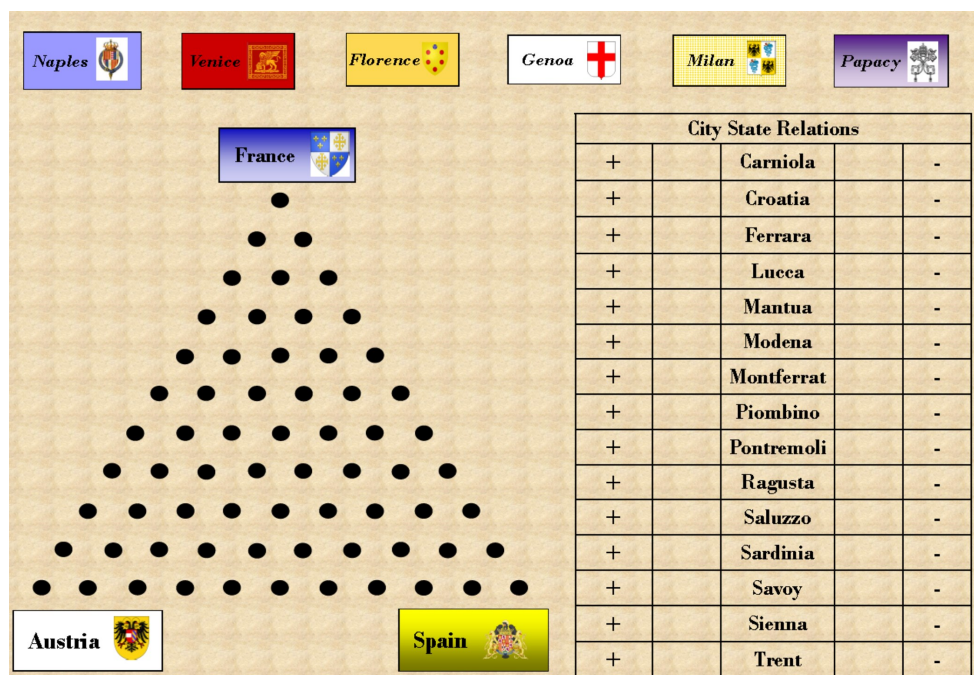 Naples Venice Florence Genoa Milan Papacy
France
City State Relations
+ Carniola -
+ Croatia -
+ Ferrara -
+ Lucca -
+ Mantua -
+ Modena -
+ Montferrat -
+ Piombino -
+ Pontremoli -
+ Ragusta -
+ Saluzzo -
+ Sardinia -
+ Savoy -
+ Sienna -
+ Trent -
Austria
Spain